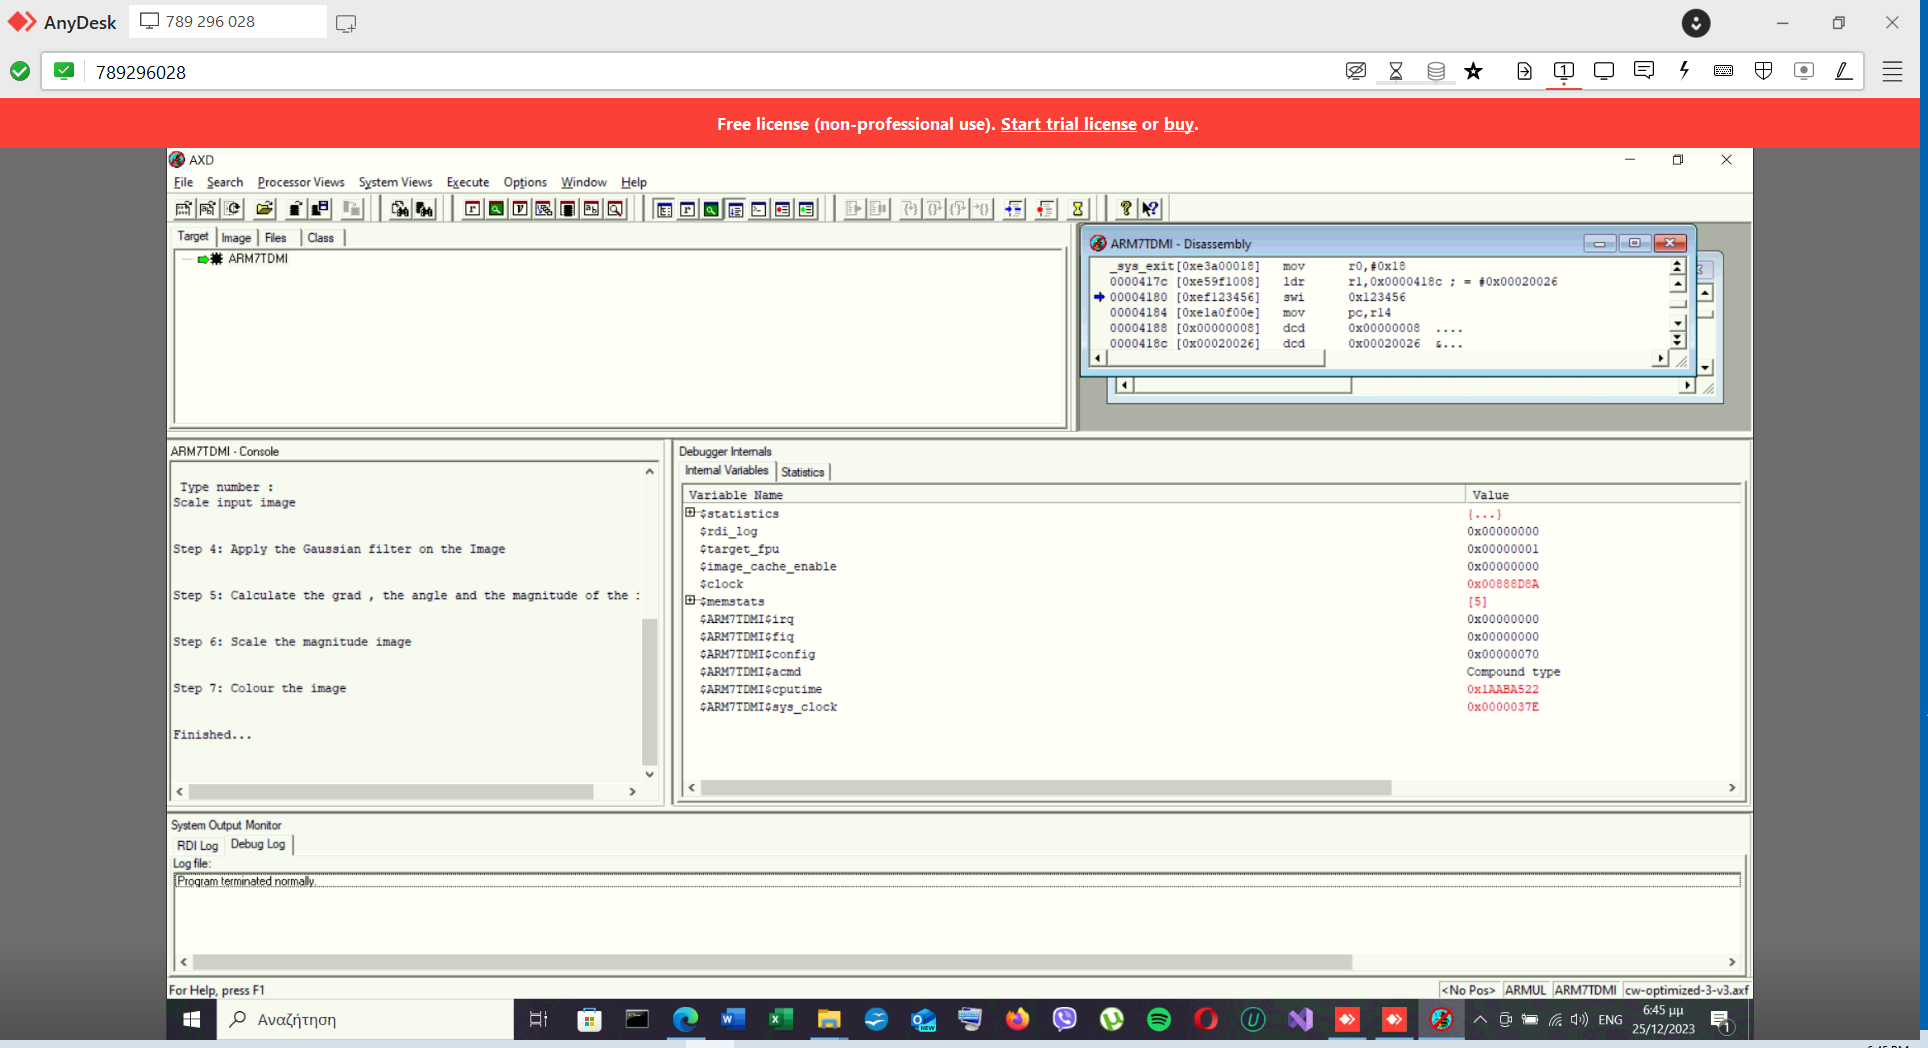 AnyDesk
789 296 028
789296028
1
Free license (non-professional use). Start trial license or buy.
AXD
File Search Processor Views System Views Execute Options Window Help
Target Image Files Class
ARM7TDMI
ARM7TDMI - Disassembly
_sys_exit[0xe3a00018] mov r0,#0x18
0000417c [0xe59f1008] ldr r1,0x0000418c ; = #0x00020026
00004180 [0xef123456] swi 0x123456
00004184 [0xe1a0f00e] mov pc,r14
00004188 [0x00000008] dcd 0x00000008 ....
0000418c [0x00020026] dcd 0x00020026 &...
ARM7TDMI - Console
Type number :
Scale input image
Step 4: Apply the Gaussian filter on the Image
Step 5: Calculate the grad , the angle and the magnitude of the
Step 6: Scale the magnitude image
Step 7: Colour the image
Finished...
Debugger Internals
Internal Variables Statistics
Variable Name Value
$statistics {...}
$rdi_log 0x00000000
$target_fpu 0x00000001
$image_cache_enable 0x00000000
$clock 0x00888D8A
$memstats [5]
$ARM7TDMI$irq 0x00000000
$ARM7TDMI$fiq 0x00000000
$ARM7TDMI$config 0x00000070
$ARM7TDMI$acmd Compound type
$ARM7TDMI$cputime 0x1AABA522
$ARM7TDMI$sys_clock 0x0000037E
System Output Monitor
RDI Log Debug Log
Log file:
Program terminated normally.
For Help, press F1
<No Pos> ARMUL ARM7TDMI cw-optimized-3-v3.axf
Αναζήτηση
ENG
6:45 μμ
25/12/2023
1